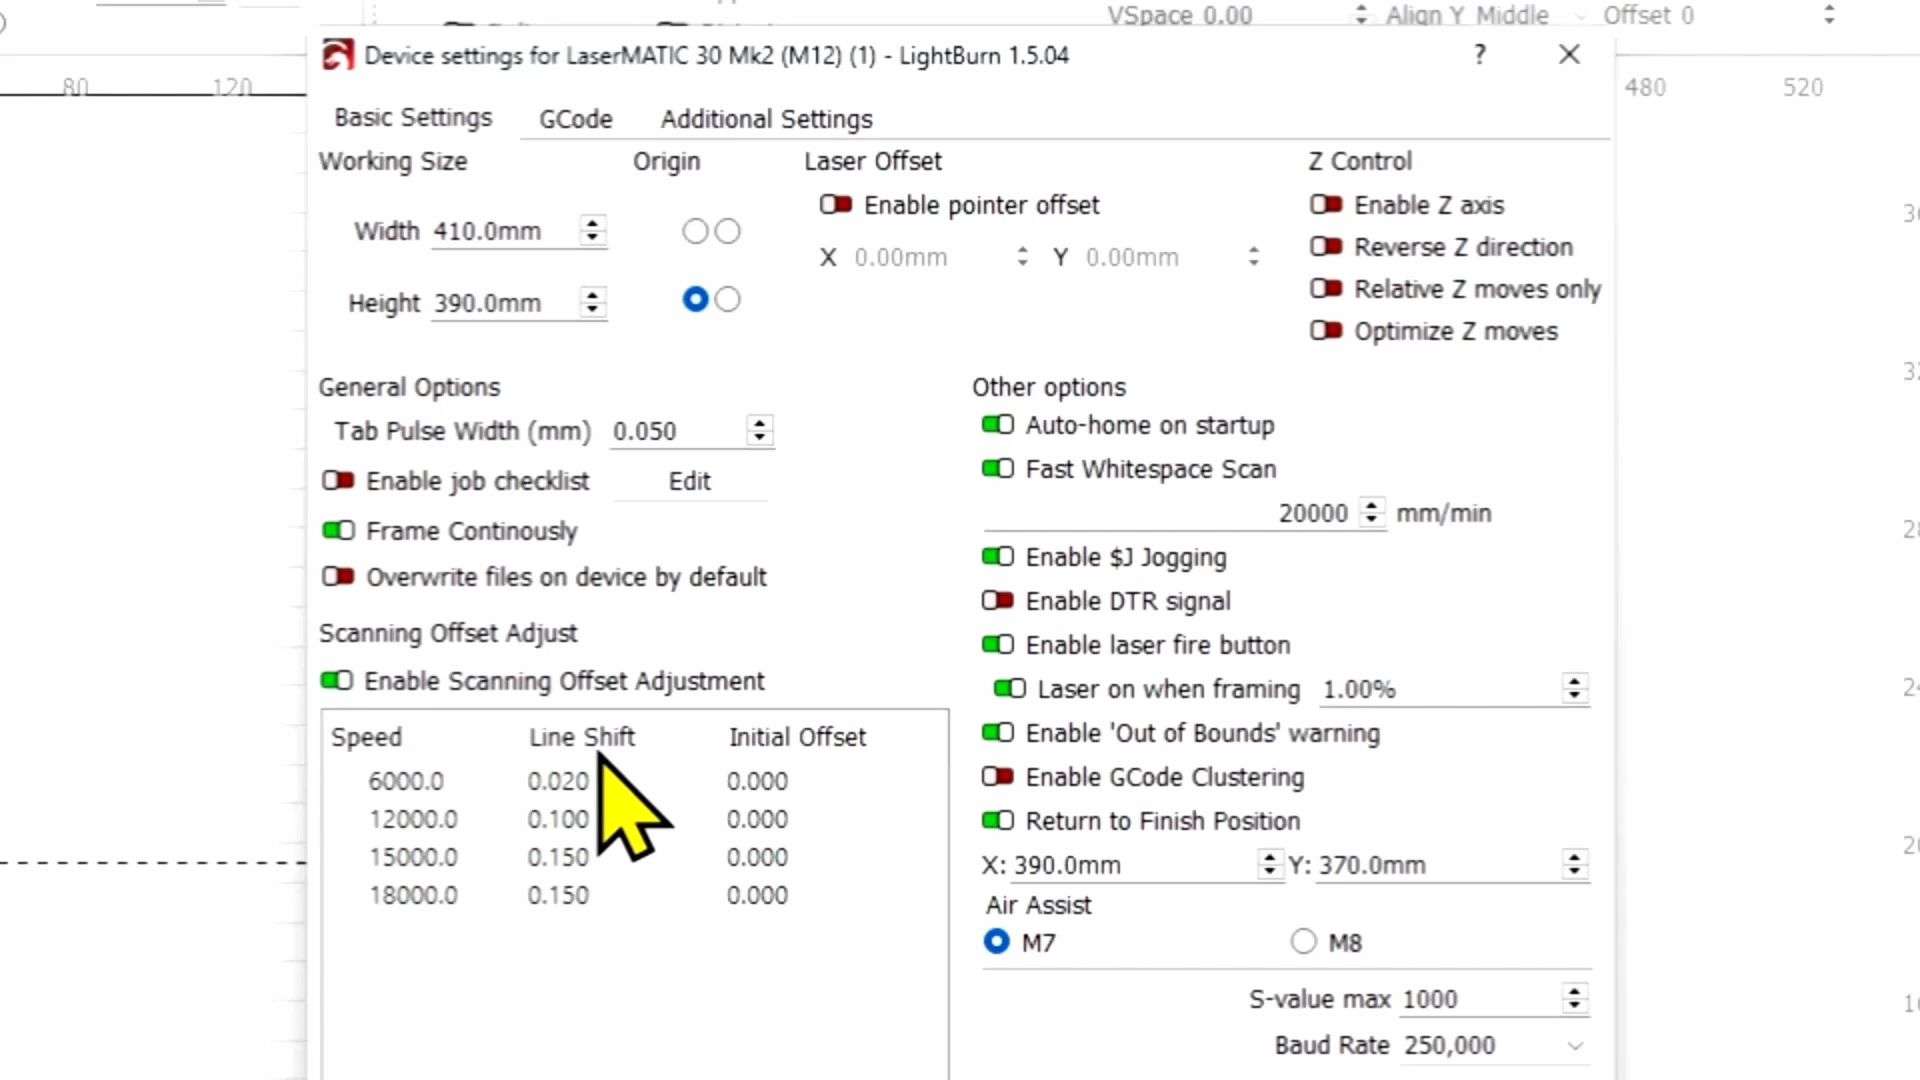 VSpace 0.00 Align Y Middle Offset 0
Device settings for LaserMATIC 30 Mk2 (M12) (1) - LightBurn 1.5.04 ?
80 120 480 520
Basic Settings GCode Additional Settings
Working Size Origin Laser Offset Z Control
Enable pointer offset Enable Z axis
Width 410.0mm
X 0.00mm Y 0.00mm Reverse Z direction
Height 390.0mm Relative Z moves only
Optimize Z moves
General Options
Tab Pulse Width (mm) 0.050
Enable job checklist Edit
Frame Continously
Overwrite files on device by default
Scanning Offset Adjust
Enable Scanning Offset Adjustment
Speed Line Shift Initial Offset
6000.0 0.020 0.000
12000.0 0.100 0.000
15000.0 0.150 0.000
18000.0 0.150 0.000
Other options
Auto-home on startup
Fast Whitespace Scan
20000 mm/min
Enable $J Jogging
Enable DTR signal
Enable laser fire button
Laser on when framing 1.00%
Enable 'Out of Bounds' warning
Enable GCode Clustering
Return to Finish Position
X: 390.0mm Y: 370.0mm
Air Assist
M7 M8
S-value max 1000
Baud Rate 250,000